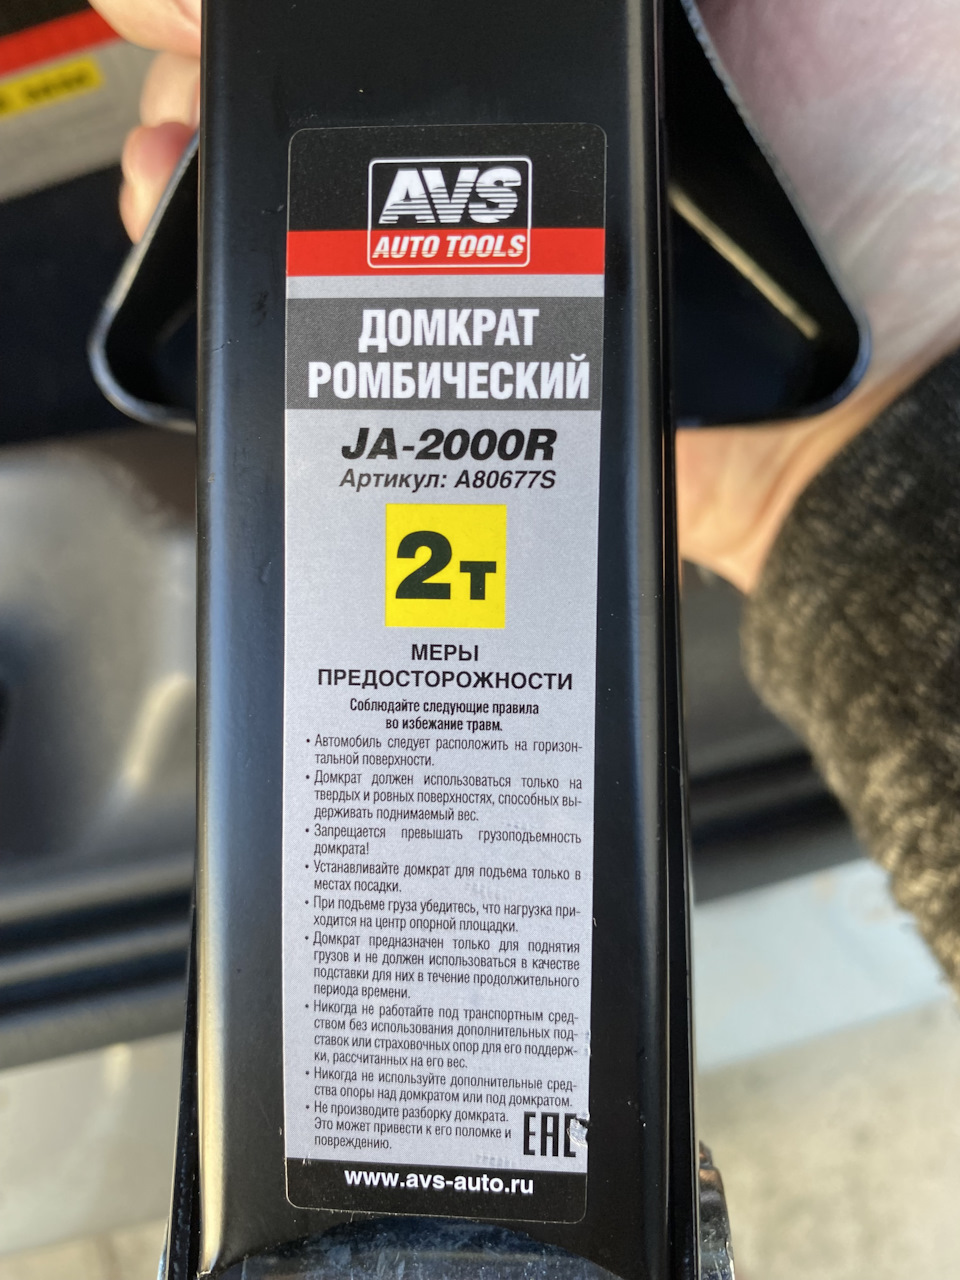 AVS
AUTO TOOLS
ДОМКРАТ
РОМБИЧЕСКИЙ
JA-2000R
Артикул: A80677S
2т
МЕРЫ
ПРЕДОСТОРОЖНОСТИ
Соблюдайте следующие правила
во избежание травм.
• Автомобиль следует расположить на горизон-
тальной поверхности.
• Домкрат должен использоваться только на
твердых и ровных поверхностях, способных вы-
держивать поднимаемый вес.
• Запрещается превышать грузоподъемность
домкрата!
• Устанавливайте домкрат для подъема только в
местах посадки.
• При подъеме груза убедитесь, что нагрузка при-
ходится на центр опорной площадки.
• Домкрат предназначен только для поднятия
грузов и не должен использоваться в качестве
подставки для них в течение продолжительного
периода времени.
• Никогда не работайте под транспортным сред-
ством без использования дополнительных под-
ставок или страховочных опор для его поддерж-
ки, рассчитанных на его вес.
• Никогда не используйте дополнительные сред-
ства опоры над домкратом или под домкратом.
• Не производите разборку домкрата.
Это может привести к его поломке и
повреждению.
EAC
www.avs-auto.ru